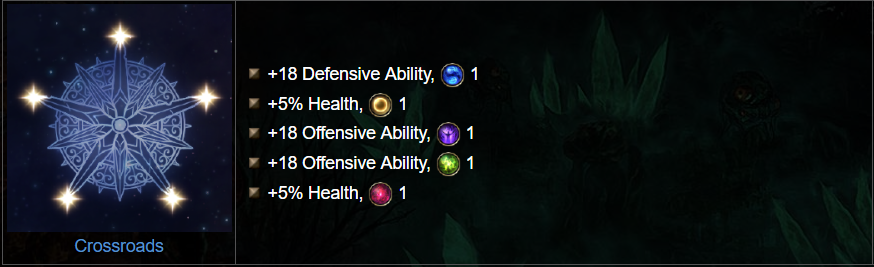 +18 Defensive Ability, 1
+5% Health, 1
+18 Offensive Ability, 1
+18 Offensive Ability, 1
+5% Health, 1
Crossroads